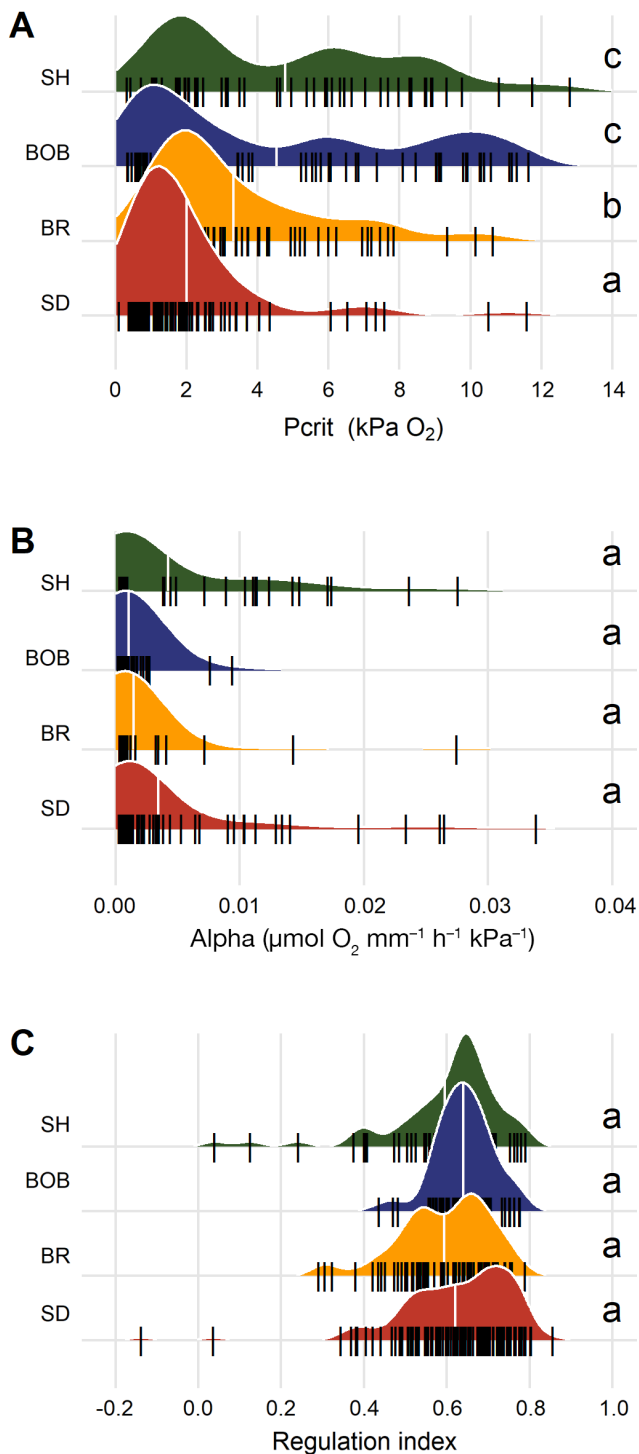 A
SH c
BOB c
BR b
SD a
0 2 4 6 8 10 12 14
Pcrit (kPa O₂)
B
SH a
BOB a
BR a
SD a
0.00 0.01 0.02 0.03 0.04
Alpha (µmol O₂ mm⁻¹ h⁻¹ kPa⁻¹)
C
SH a
BOB a
BR a
SD a
-0.2 0.0 0.2 0.4 0.6 0.8 1.0
Regulation index